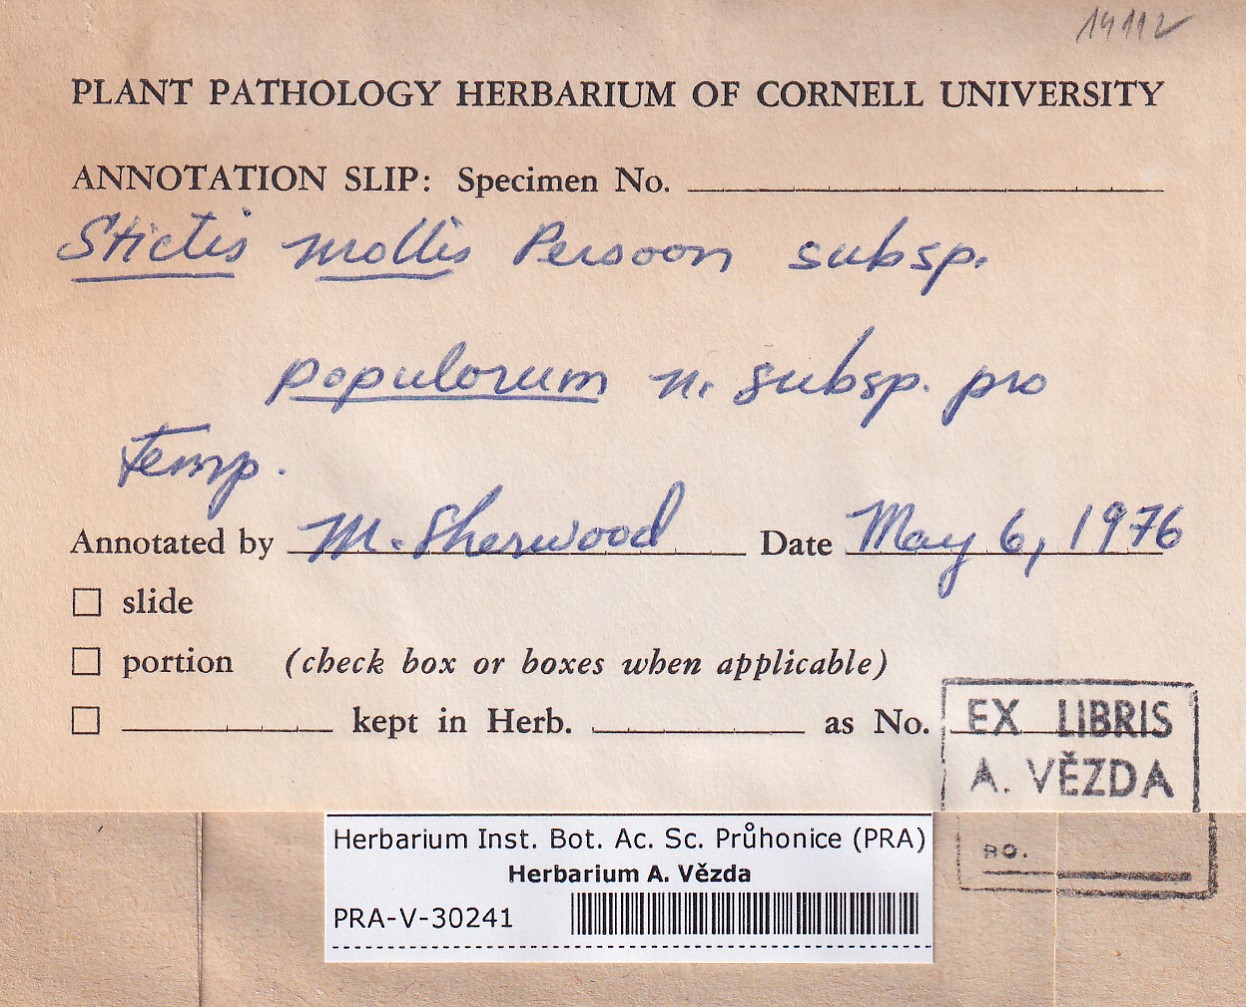 14112
PLANT PATHOLOGY HERBARIUM OF CORNELL UNIVERSITY
ANNOTATION SLIP: Specimen No.
Stictis mollis Persoon subsp.
populorum n. subsp. pro
temp.
Annotated by M. Sherwood Date May 6, 1976
slide
portion (check box or boxes when applicable)
kept in Herb. as No.
EX LIBRIS
A. VĚZDA
Herbarium Inst. Bot. Ac. Sc. Průhonice (PRA)
Herbarium A. Vězda
PRA-V-30241